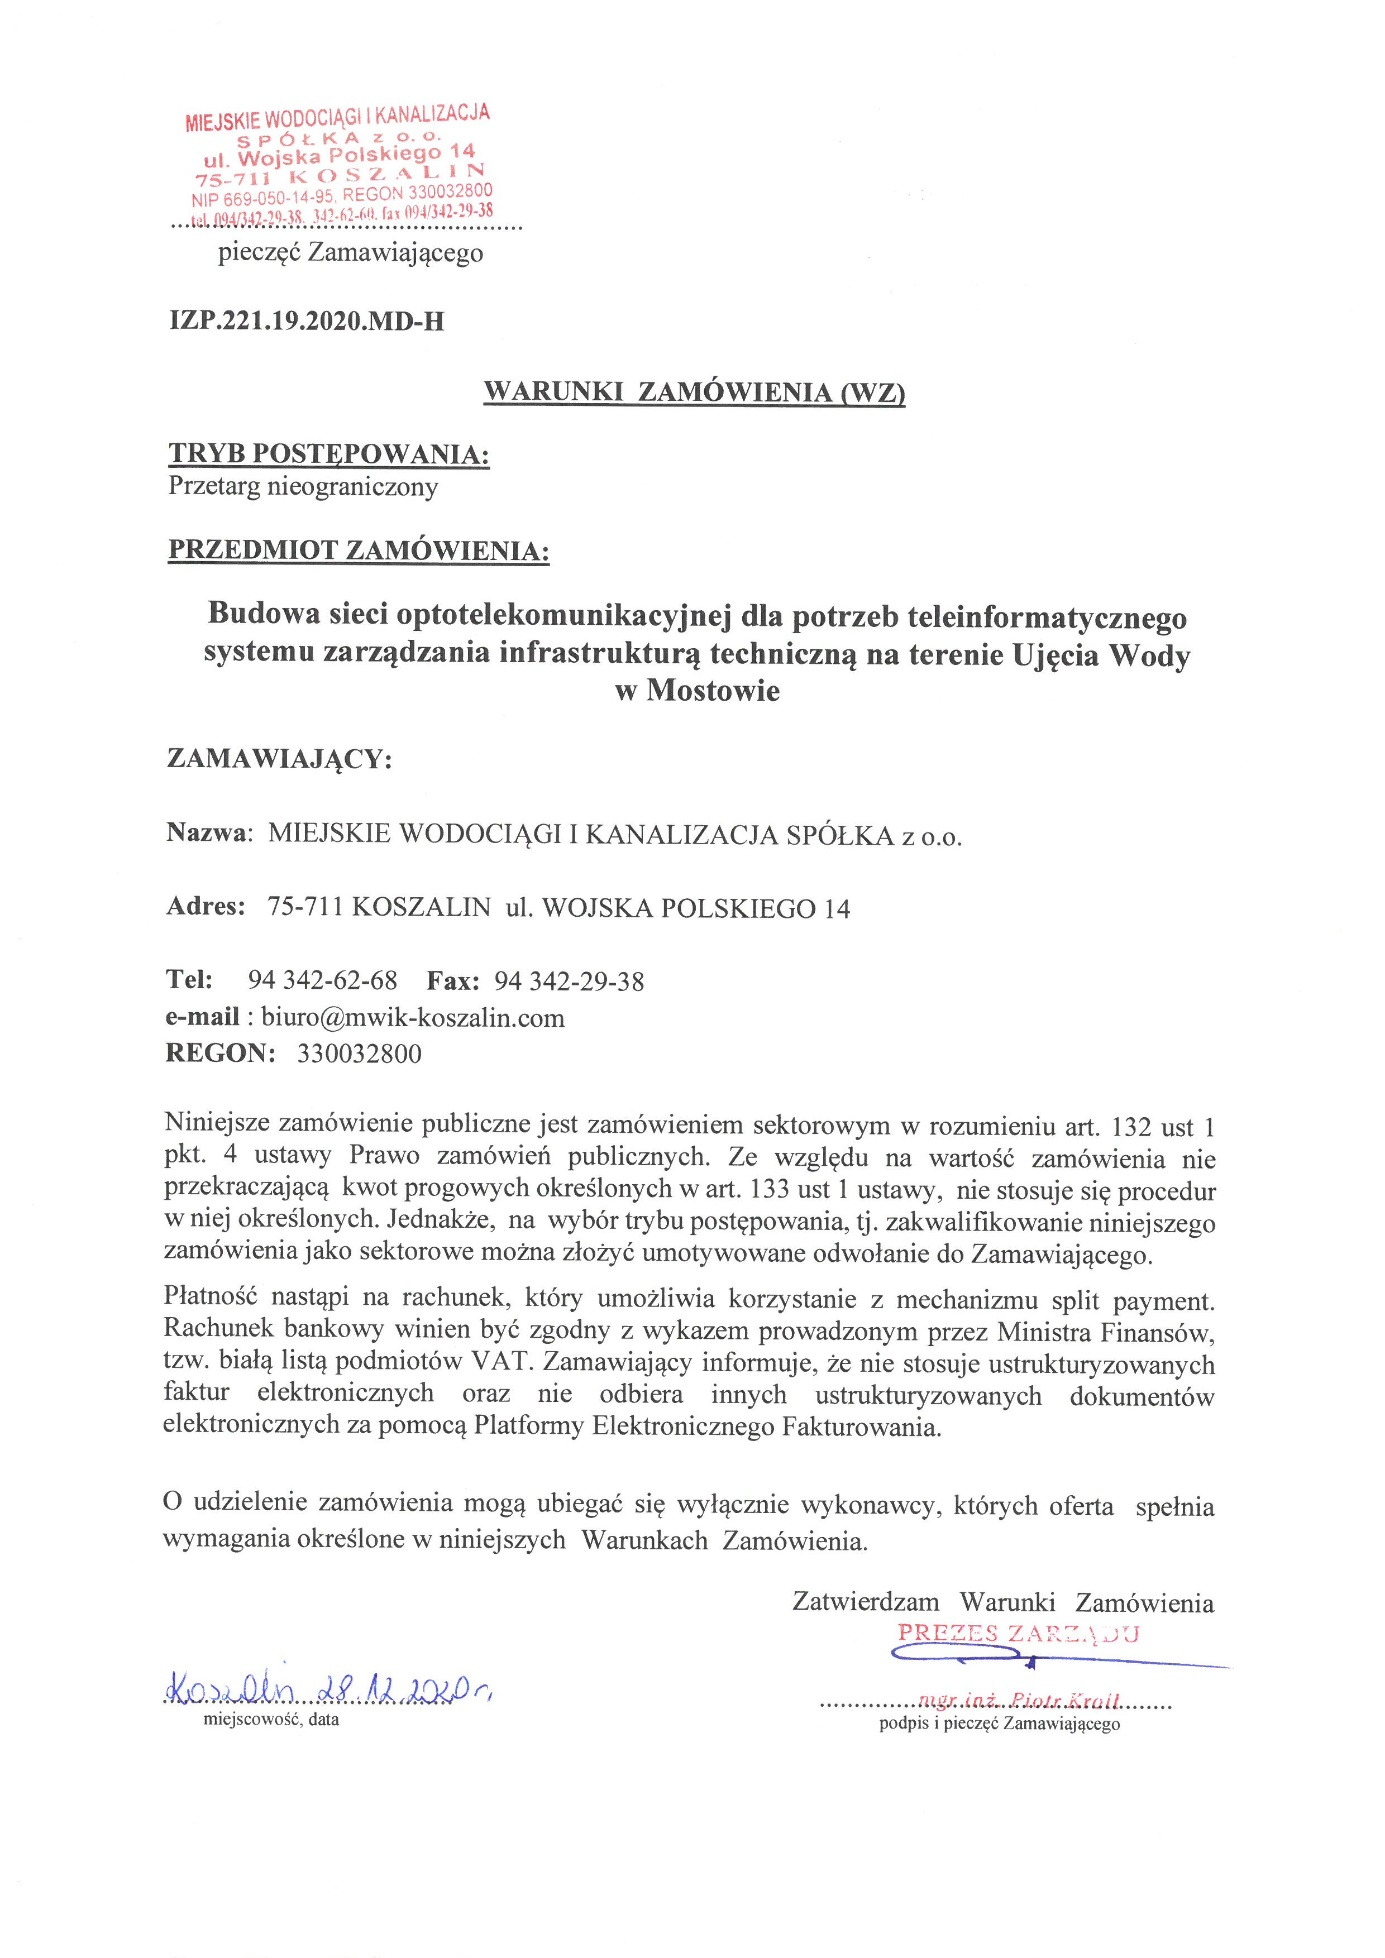 MIEJSKIE WODOCIĄGI I KANALIZACJA
SPÓŁKA z o.o.
ul. Wojska Polskiego 14
75-711 KOSZALIN
NIP 669-050-14-95, REGON 330032800
tel. 094/342-29-38, 342-62-68, fax 094/342-29-38
pieczęć Zamawiającego
IZP.221.19.2020.MD-H
WARUNKI ZAMÓWIENIA (WZ)
TRYB POSTĘPOWANIA:
Przetarg nieograniczony
PRZEDMIOT ZAMÓWIENIA:
Budowa sieci optotelekomunikacyjnej dla potrzeb teleinformatycznego
systemu zarządzania infrastrukturą techniczną na terenie Ujęcia Wody
w Mostowie
ZAMAWIAJĄCY:
Nazwa: MIEJSKIE WODOCIĄGI I KANALIZACJA SPÓŁKA z o.o.
Adres: 75-711 KOSZALIN ul. WOJSKA POLSKIEGO 14
Tel: 94 342-62-68 Fax: 94 342-29-38
e-mail : biuro@mwik-koszalin.com
REGON: 330032800
Niniejsze zamówienie publiczne jest zamówieniem sektorowym w rozumieniu art. 132 ust 1
pkt. 4 ustawy Prawo zamówień publicznych. Ze względu na wartość zamówienia nie
przekraczającą kwot progowych określonych w art. 133 ust 1 ustawy, nie stosuje się procedur
w niej określonych. Jednakże, na wybór trybu postępowania, tj. zakwalifikowanie niniejszego
zamówienia jako sektorowe można złożyć umotywowane odwołanie do Zamawiającego.
Płatność nastąpi na rachunek, który umożliwia korzystanie z mechanizmu split payment.
Rachunek bankowy winien być zgodny z wykazem prowadzonym przez Ministra Finansów,
tzw. białą listą podmiotów VAT. Zamawiający informuje, że nie stosuje ustrukturyzowanych
faktur elektronicznych oraz nie odbiera innych ustrukturyzowanych dokumentów
elektronicznych za pomocą Platformy Elektronicznego Fakturowania.
O udzielenie zamówienia mogą ubiegać się wyłącznie wykonawcy, których oferta spełnia
wymagania określone w niniejszych Warunkach Zamówienia.
Zatwierdzam Warunki Zamówienia
PREZES ZARZĄDU
Koszalin 28.12.2020r.
mgr inż. Piotr Kroll
miejscowość, data
podpis i pieczęć Zamawiającego